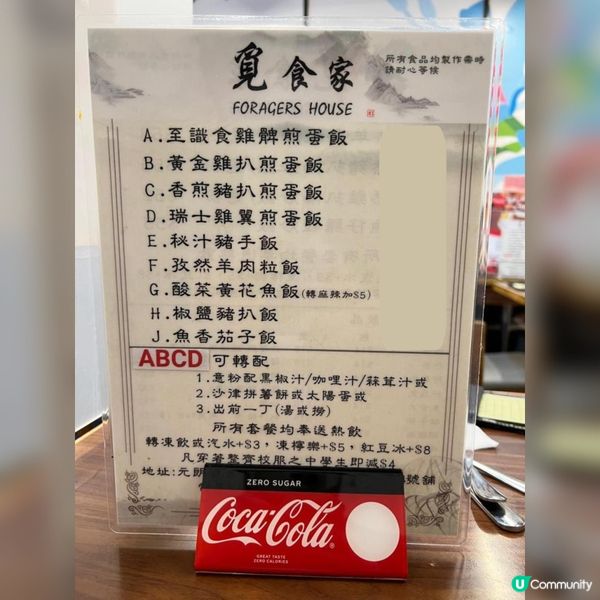 覓食家
FORAGERS HOUSE
所有食品均製作需時
請耐心等候
A.至識食雞髀煎蛋飯
B.黃金雞扒煎蛋飯
C.香煎豬扒煎蛋飯
D.瑞士雞翼煎蛋飯
E.秘汁豬手飯
F.孜然羊肉粒飯
G.酸菜黃花魚飯(轉麻辣加$5)
H.椒鹽豬扒飯
J.魚香茄子飯
ABCD 可轉配
1.意粉配黑椒汁/咖哩汁/蒜茸汁或
2.沙律拼薯餅或太陽蛋或
3.出前一丁(湯或撈)
所有套餐均奉送熱飲
轉凍飲或汽水+$3,凍檸樂+$5,紅豆冰+$8
凡穿著整齊校服之中學生即減$4
地址:元朗
號舖
ZERO SUGAR
Coca-Cola
GREAT TASTE
ZERO CALORIES
U Community